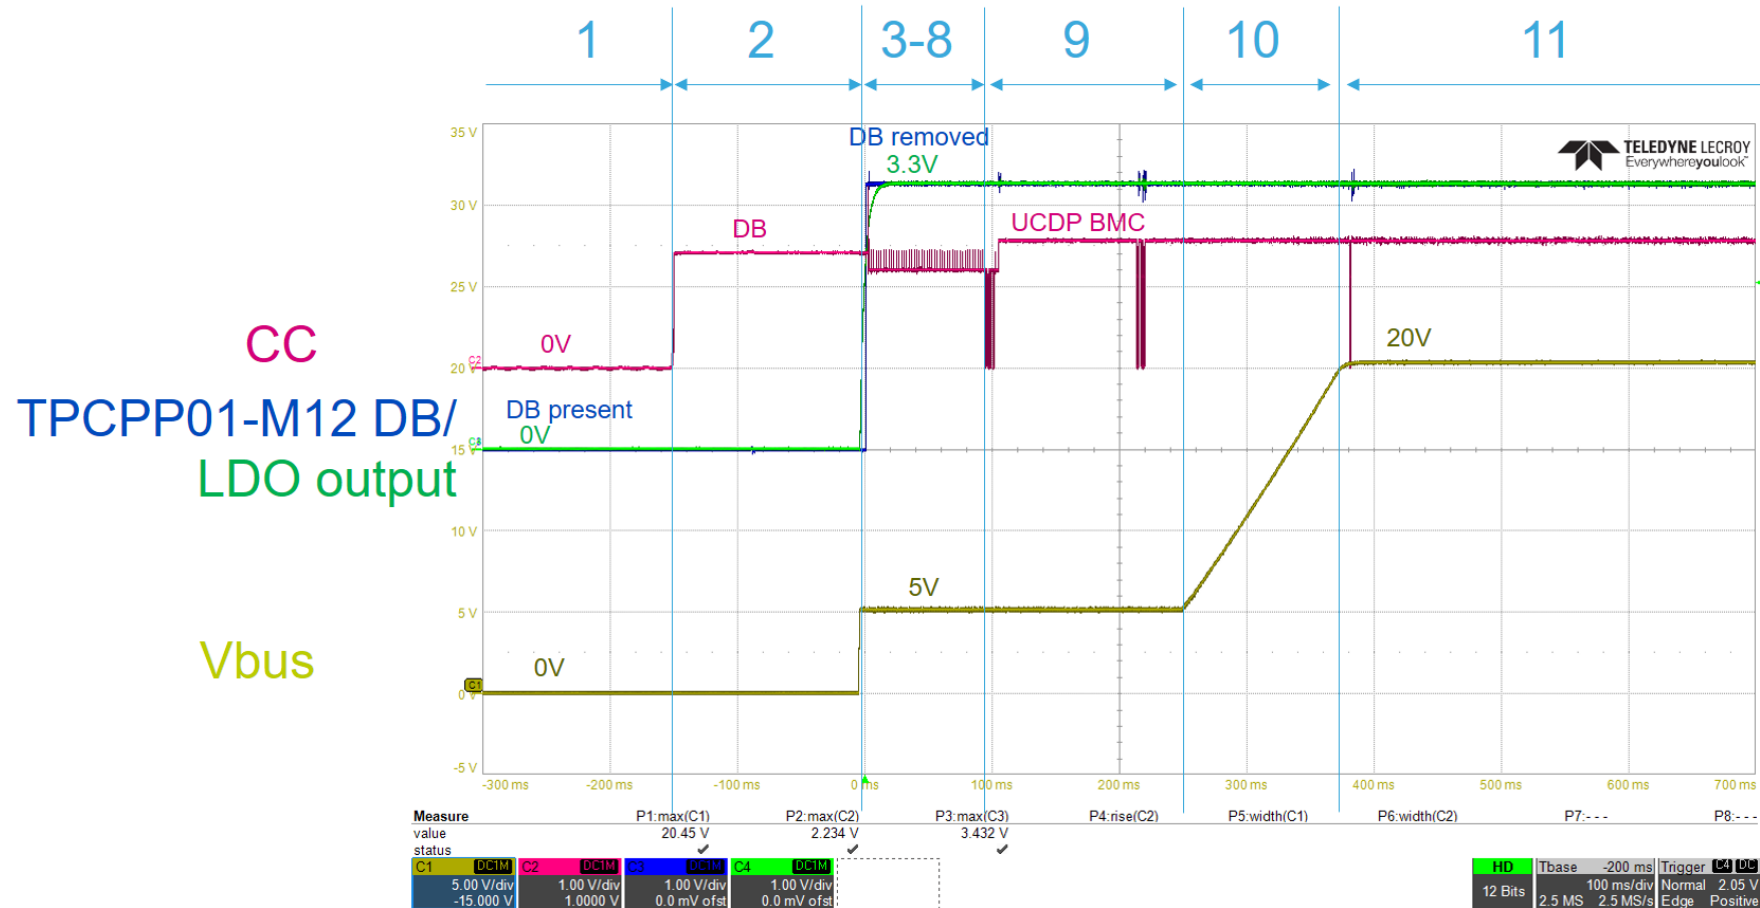 1 2 3-8 9 10 11
35 V
DB removed
TELEDYNE LECROY
Everywhereyoulook™
3.3V
30 V
DB
UCDP BMC
25 V
CC
0V
20V
C2
20 V
TPCPP01-M12 DB/
DB present
0V
15 V
LDO output
10 V
5V
5 V
Vbus
0V
C1
0 V
-5 V
-300 ms -200 ms -100 ms 0 ms 100 ms 200 ms 300 ms 400 ms 500 ms 600 ms 700 ms
Measure P1:max(C1) P2:max(C2) P3:max(C3) P4:rise(C2) P5:width(C1) P6:width(C2) P7:- - - P8:- - -
value 20.45 V 2.234 V 3.432 V
status
C1 DC1M C2 DC1M C3 DC1M C4 DC1M HD Tbase -200 ms Trigger C4 DC
5.00 V/div 1.00 V/div 1.00 V/div 1.00 V/div 12 Bits 100 ms/div Normal 2.05 V
-15.000 V 1.0000 V 0.0 mV ofst 0.0 mV ofst 2.5 MS 2.5 MS/s Edge Positive